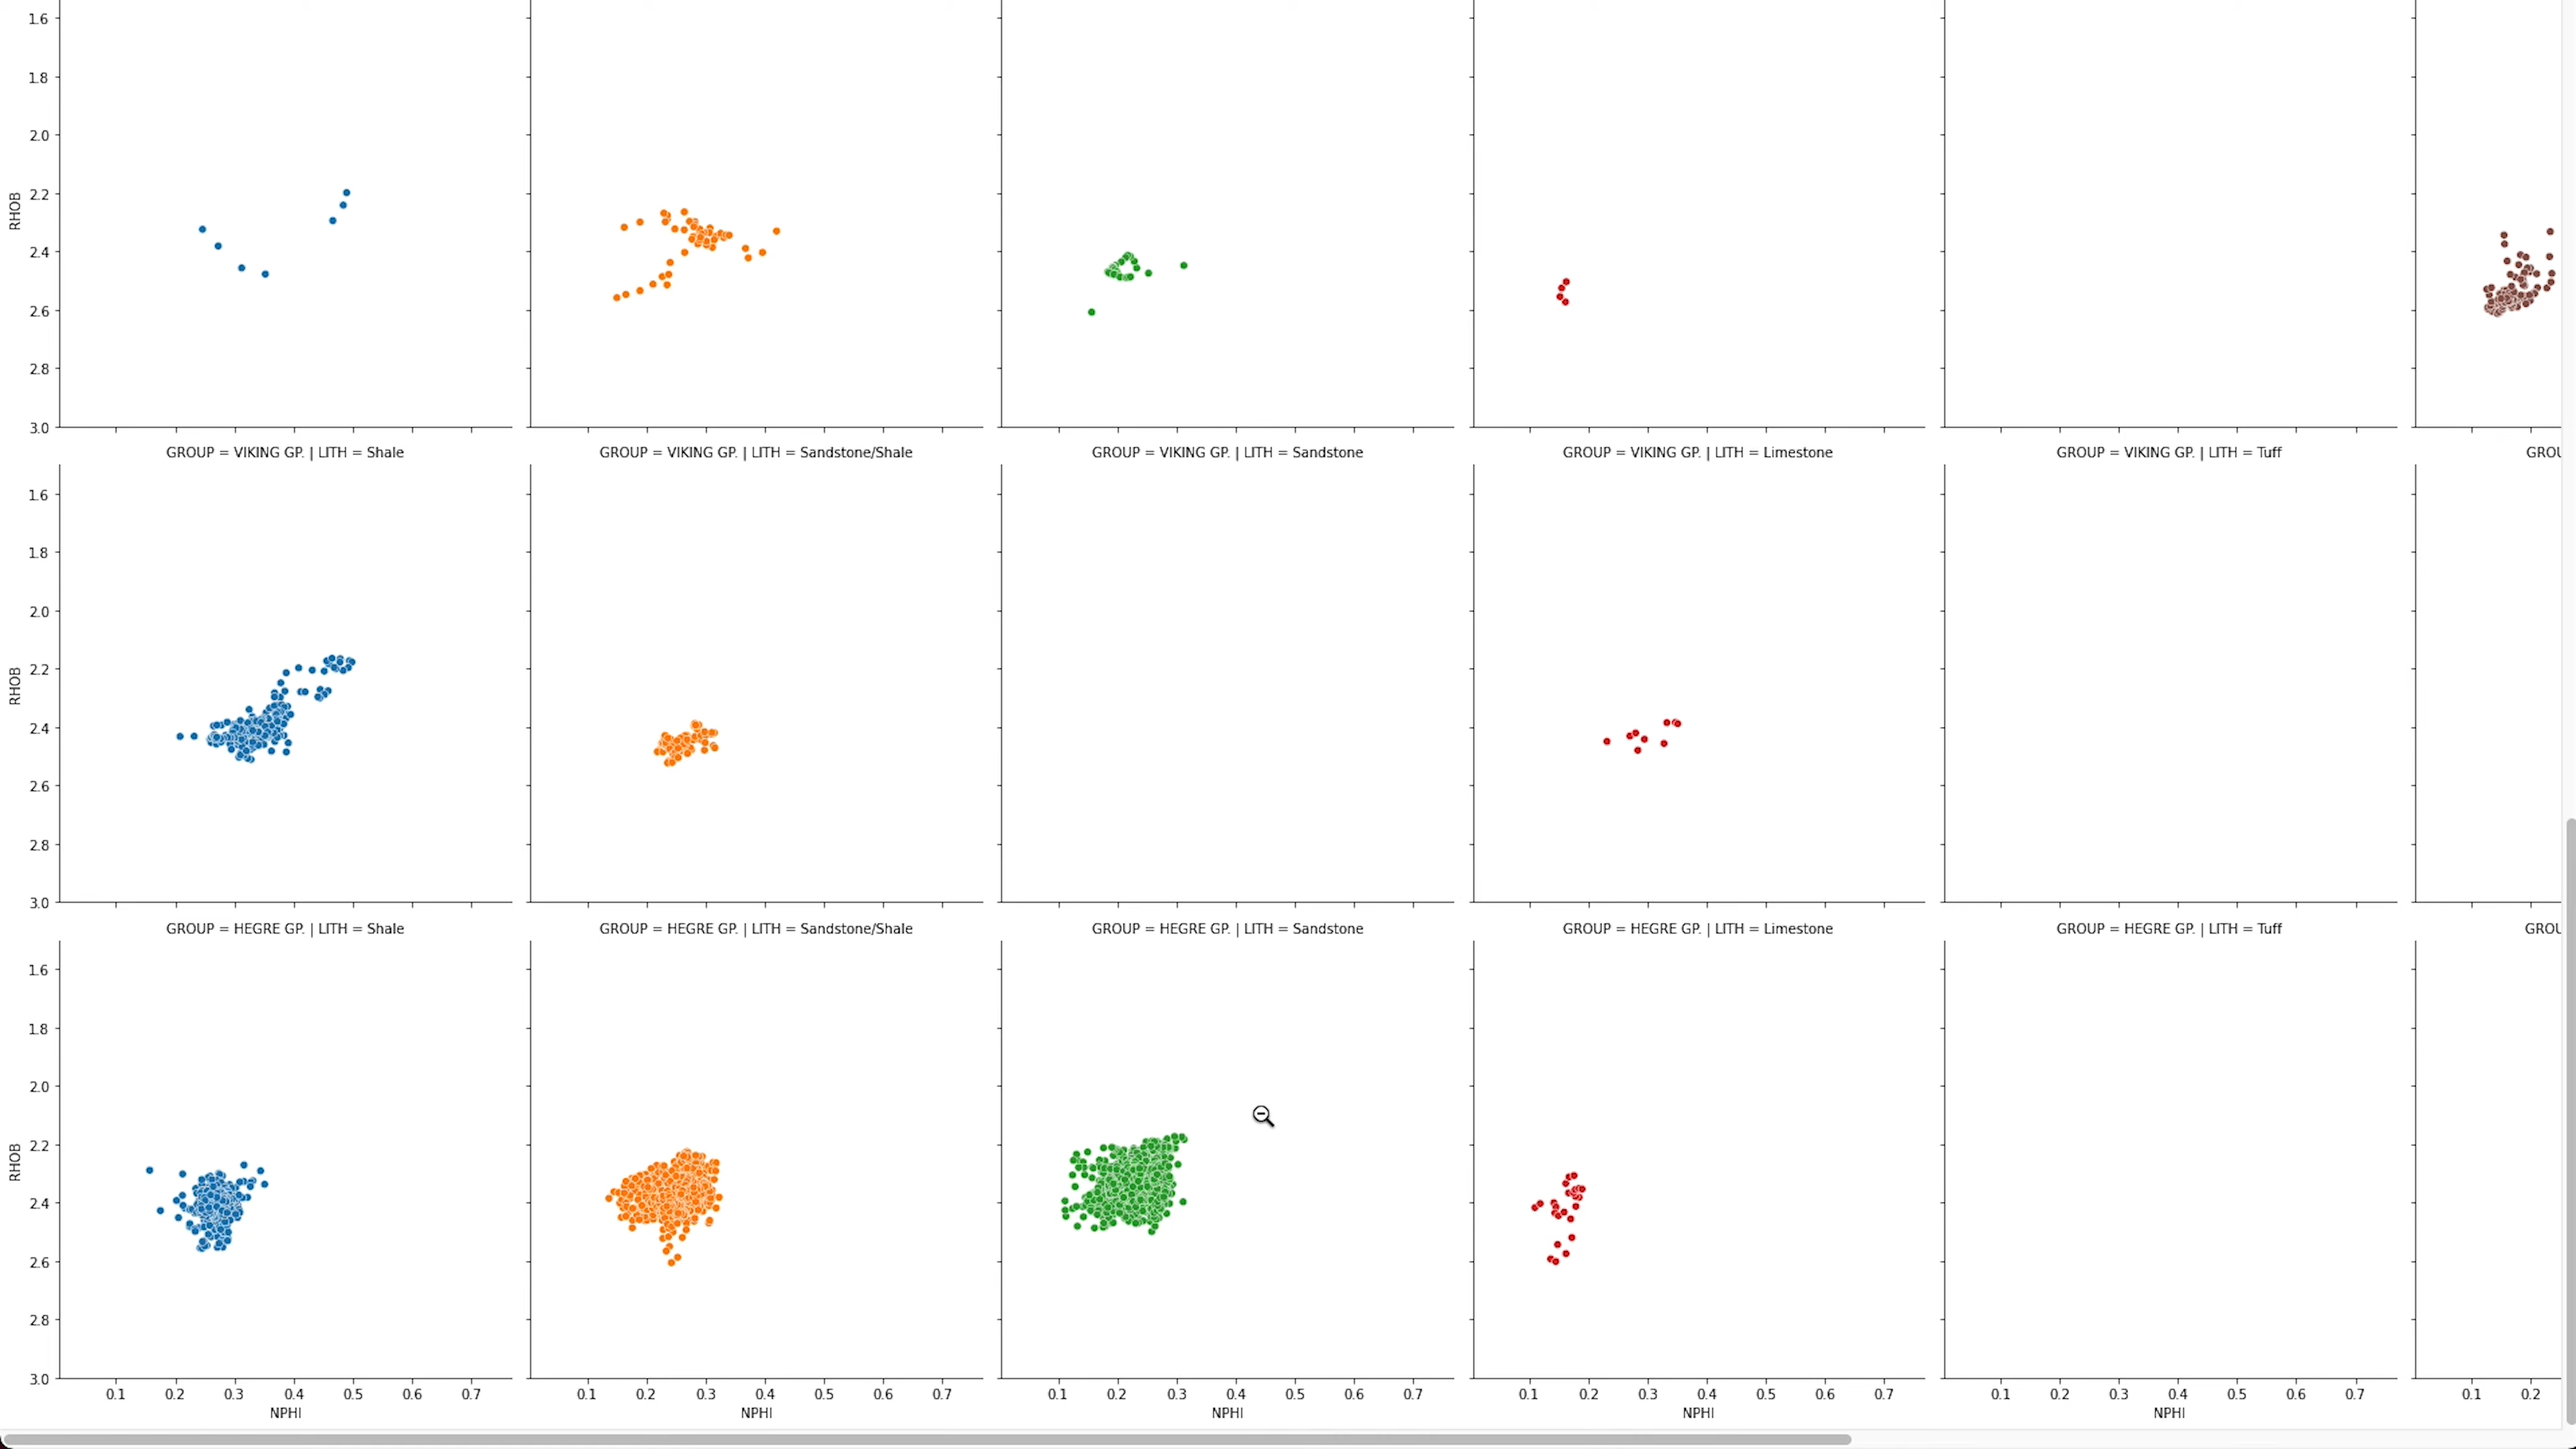 1.6
1.8
2.0
2.2
2.4
2.6
2.8
3.0
RHOB
GROUP = VIKING GP. | LITH = Shale
GROUP = VIKING GP. | LITH = Sandstone/Shale
GROUP = VIKING GP. | LITH = Sandstone
GROUP = VIKING GP. | LITH = Limestone
GROUP = VIKING GP. | LITH = Tuff
GROU
1.6
1.8
2.0
2.2
2.4
2.6
2.8
3.0
RHOB
GROUP = HEGRE GP. | LITH = Shale
GROUP = HEGRE GP. | LITH = Sandstone/Shale
GROUP = HEGRE GP. | LITH = Sandstone
GROUP = HEGRE GP. | LITH = Limestone
GROUP = HEGRE GP. | LITH = Tuff
GROU
1.6
1.8
2.0
2.2
2.4
2.6
2.8
3.0
RHOB
0.1 0.2 0.3 0.4 0.5 0.6 0.7
NPHI
0.1 0.2 0.3 0.4 0.5 0.6 0.7
NPHI
0.1 0.2 0.3 0.4 0.5 0.6 0.7
NPHI
0.1 0.2 0.3 0.4 0.5 0.6 0.7
NPHI
0.1 0.2 0.3 0.4 0.5 0.6 0.7
NPHI
0.1 0.2